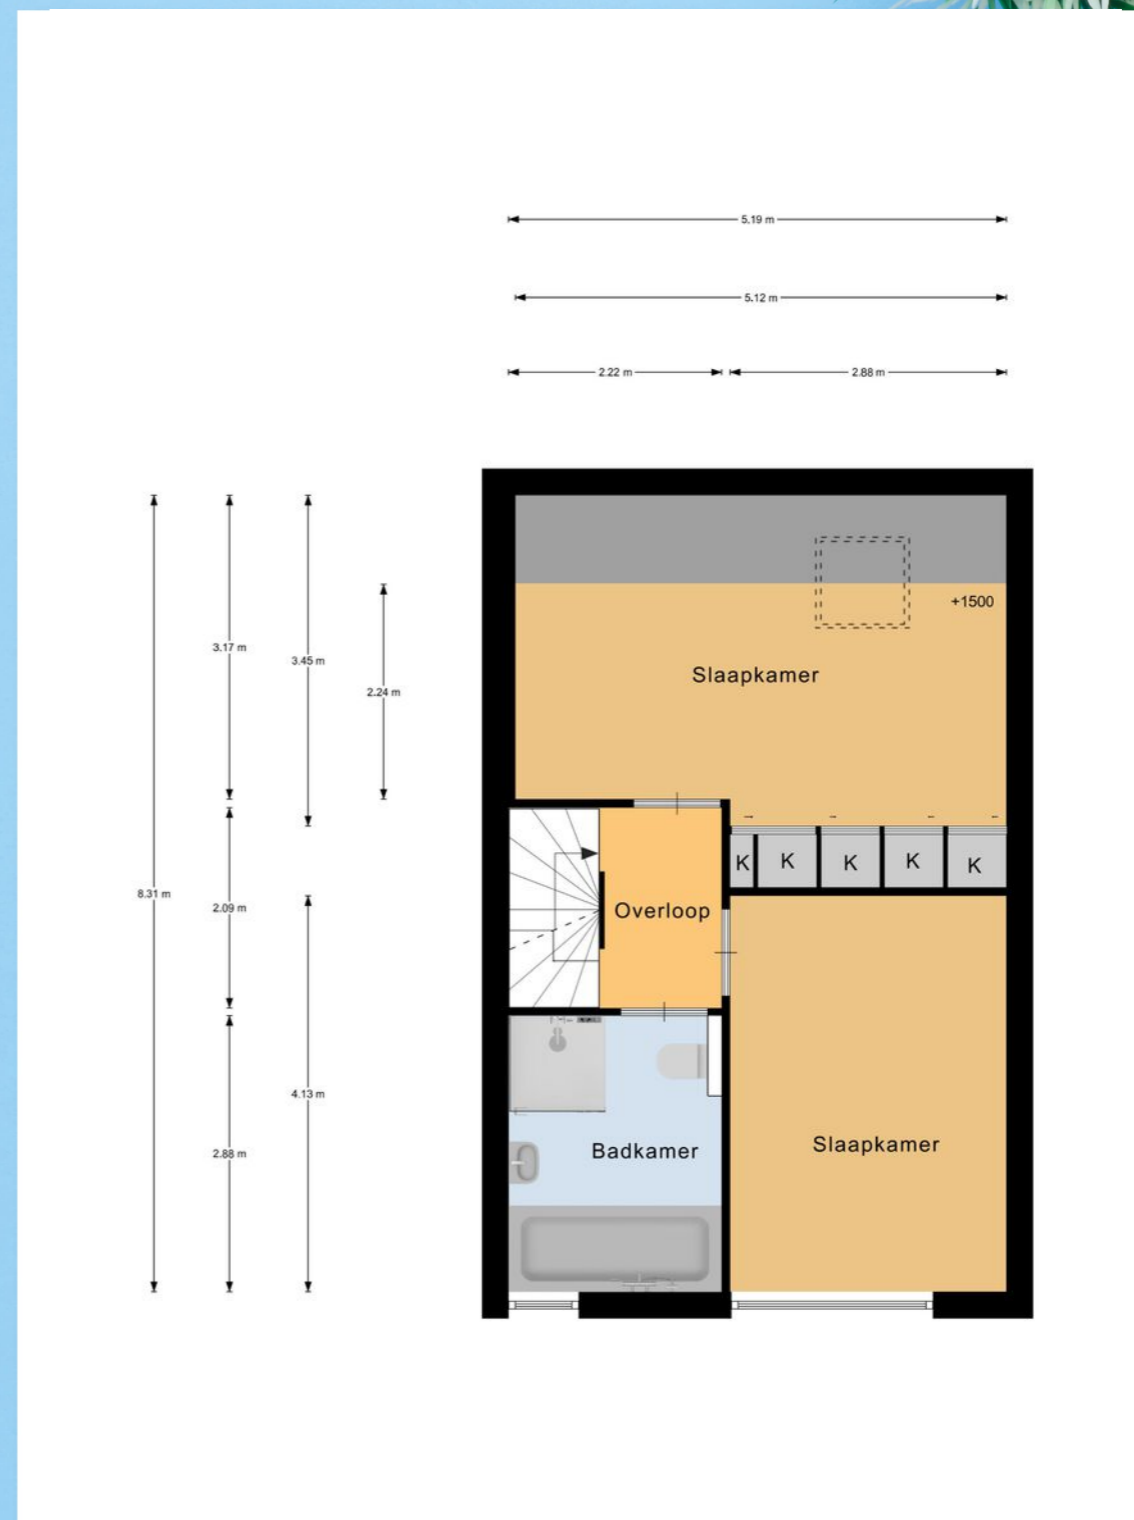 5.19 m
5.12 m
2.22 m
2.88 m
3.17 m
3.45 m
2.24 m
+1500
Slaapkamer
K
K
K
K
K
8.31 m
2.09 m
Overloop
4.13 m
2.88 m
Badkamer
Slaapkamer